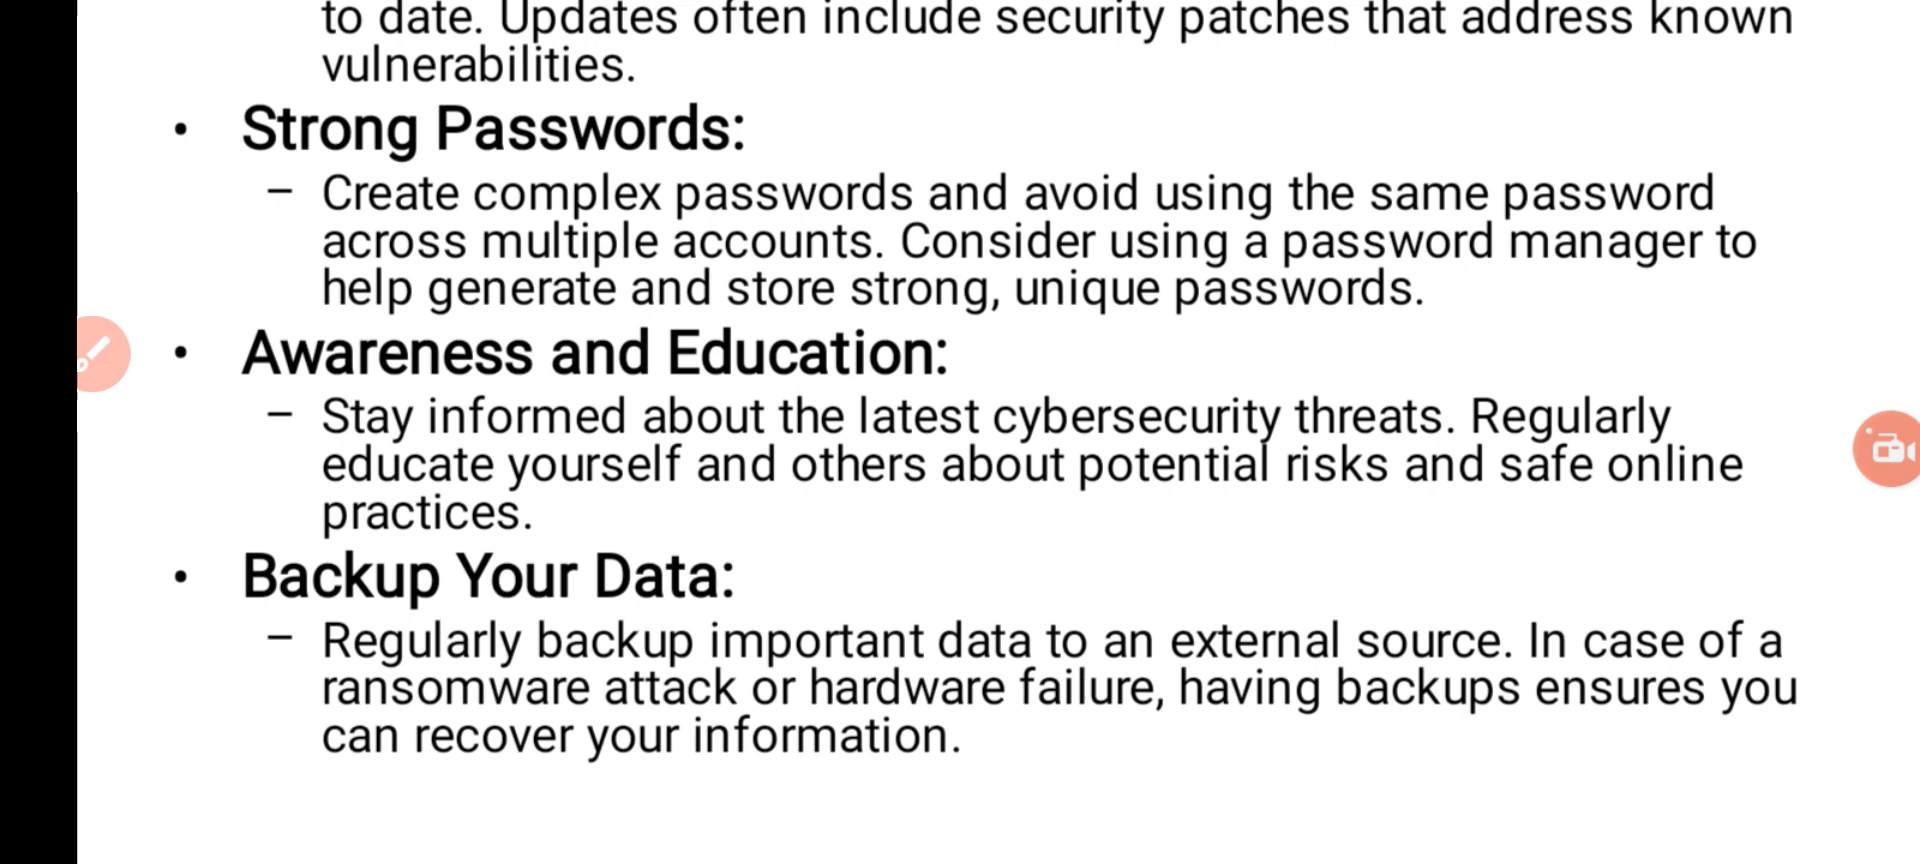 to date. Updates often include security patches that address known
vulnerabilities.
• Strong Passwords:
– Create complex passwords and avoid using the same password
across multiple accounts. Consider using a password manager to
help generate and store strong, unique passwords.
• Awareness and Education:
– Stay informed about the latest cybersecurity threats. Regularly
educate yourself and others about potential risks and safe online
practices.
• Backup Your Data:
– Regularly backup important data to an external source. In case of a
ransomware attack or hardware failure, having backups ensures you
can recover your information.